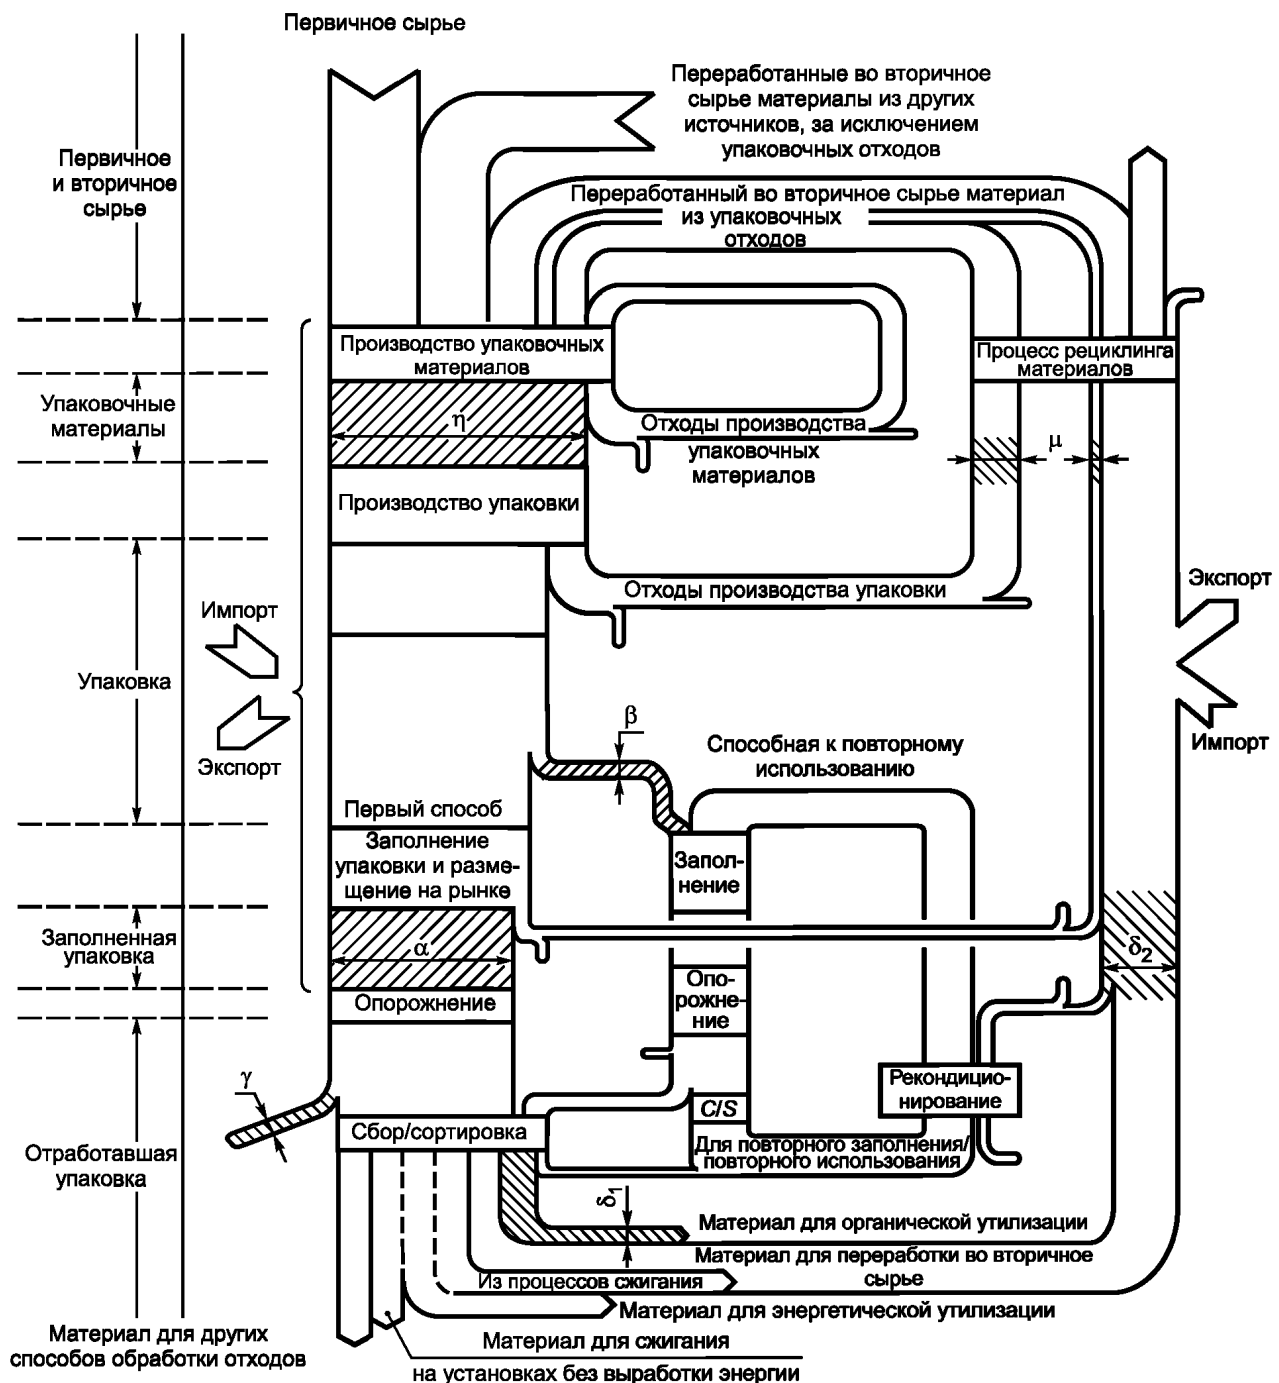 Первичное сырье
Переработанные во вторичное
сырье материалы из других
источников, за исключением
упаковочных отходов
Первичное
и вторичное
сырье
Переработанный во вторичное сырье материал
из упаковочных
отходов
Производство упаковочных
материалов
Процесс рециклинга
материалов
Упаковочные
материалы
η
Отходы производства
упаковочных
материалов
μ
Производство упаковки
Отходы производства упаковки
Экспорт
Импорт
Упаковка
Экспорт
β
Способная к повторному
использованию
Импорт
Первый способ
Заполнение
упаковки и разме-
щение на рынке
Запол-
нение
Заполненная
упаковка
α
δ2
Опорожнение
Опо-
рожне-
ние
γ
Рекондицио-
нирование
C/S
Сбор/сортировка
Для повторного заполнения/
повторного использования
Отработавшая
упаковка
δ1
Материал для органической утилизации
Материал для переработки во вторичное
сырье
Из процессов сжигания
Материал для энергетической утилизации
Материал для других
способов обработки отходов
Материал для сжигания
на установках без выработки энергии